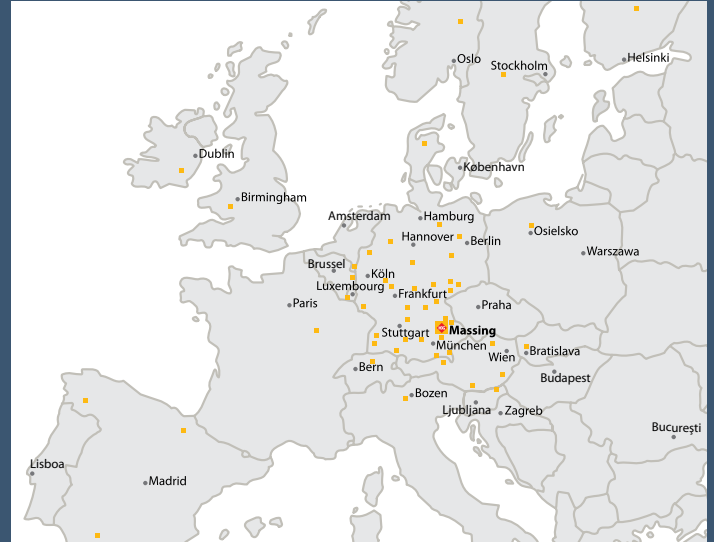 Oslo
Stockholm
Helsinki
Dublin
København
Birmingham
Amsterdam
Hamburg
Hannover
Berlin
Osielsko
Warszawa
Brussel
Köln
Luxembourg
Frankfurt
Paris
Praha
Stuttgart
Massing
München
Wien
Bratislava
Bern
Budapest
Bozen
Ljubljana
Zagreb
București
Lisboa
Madrid